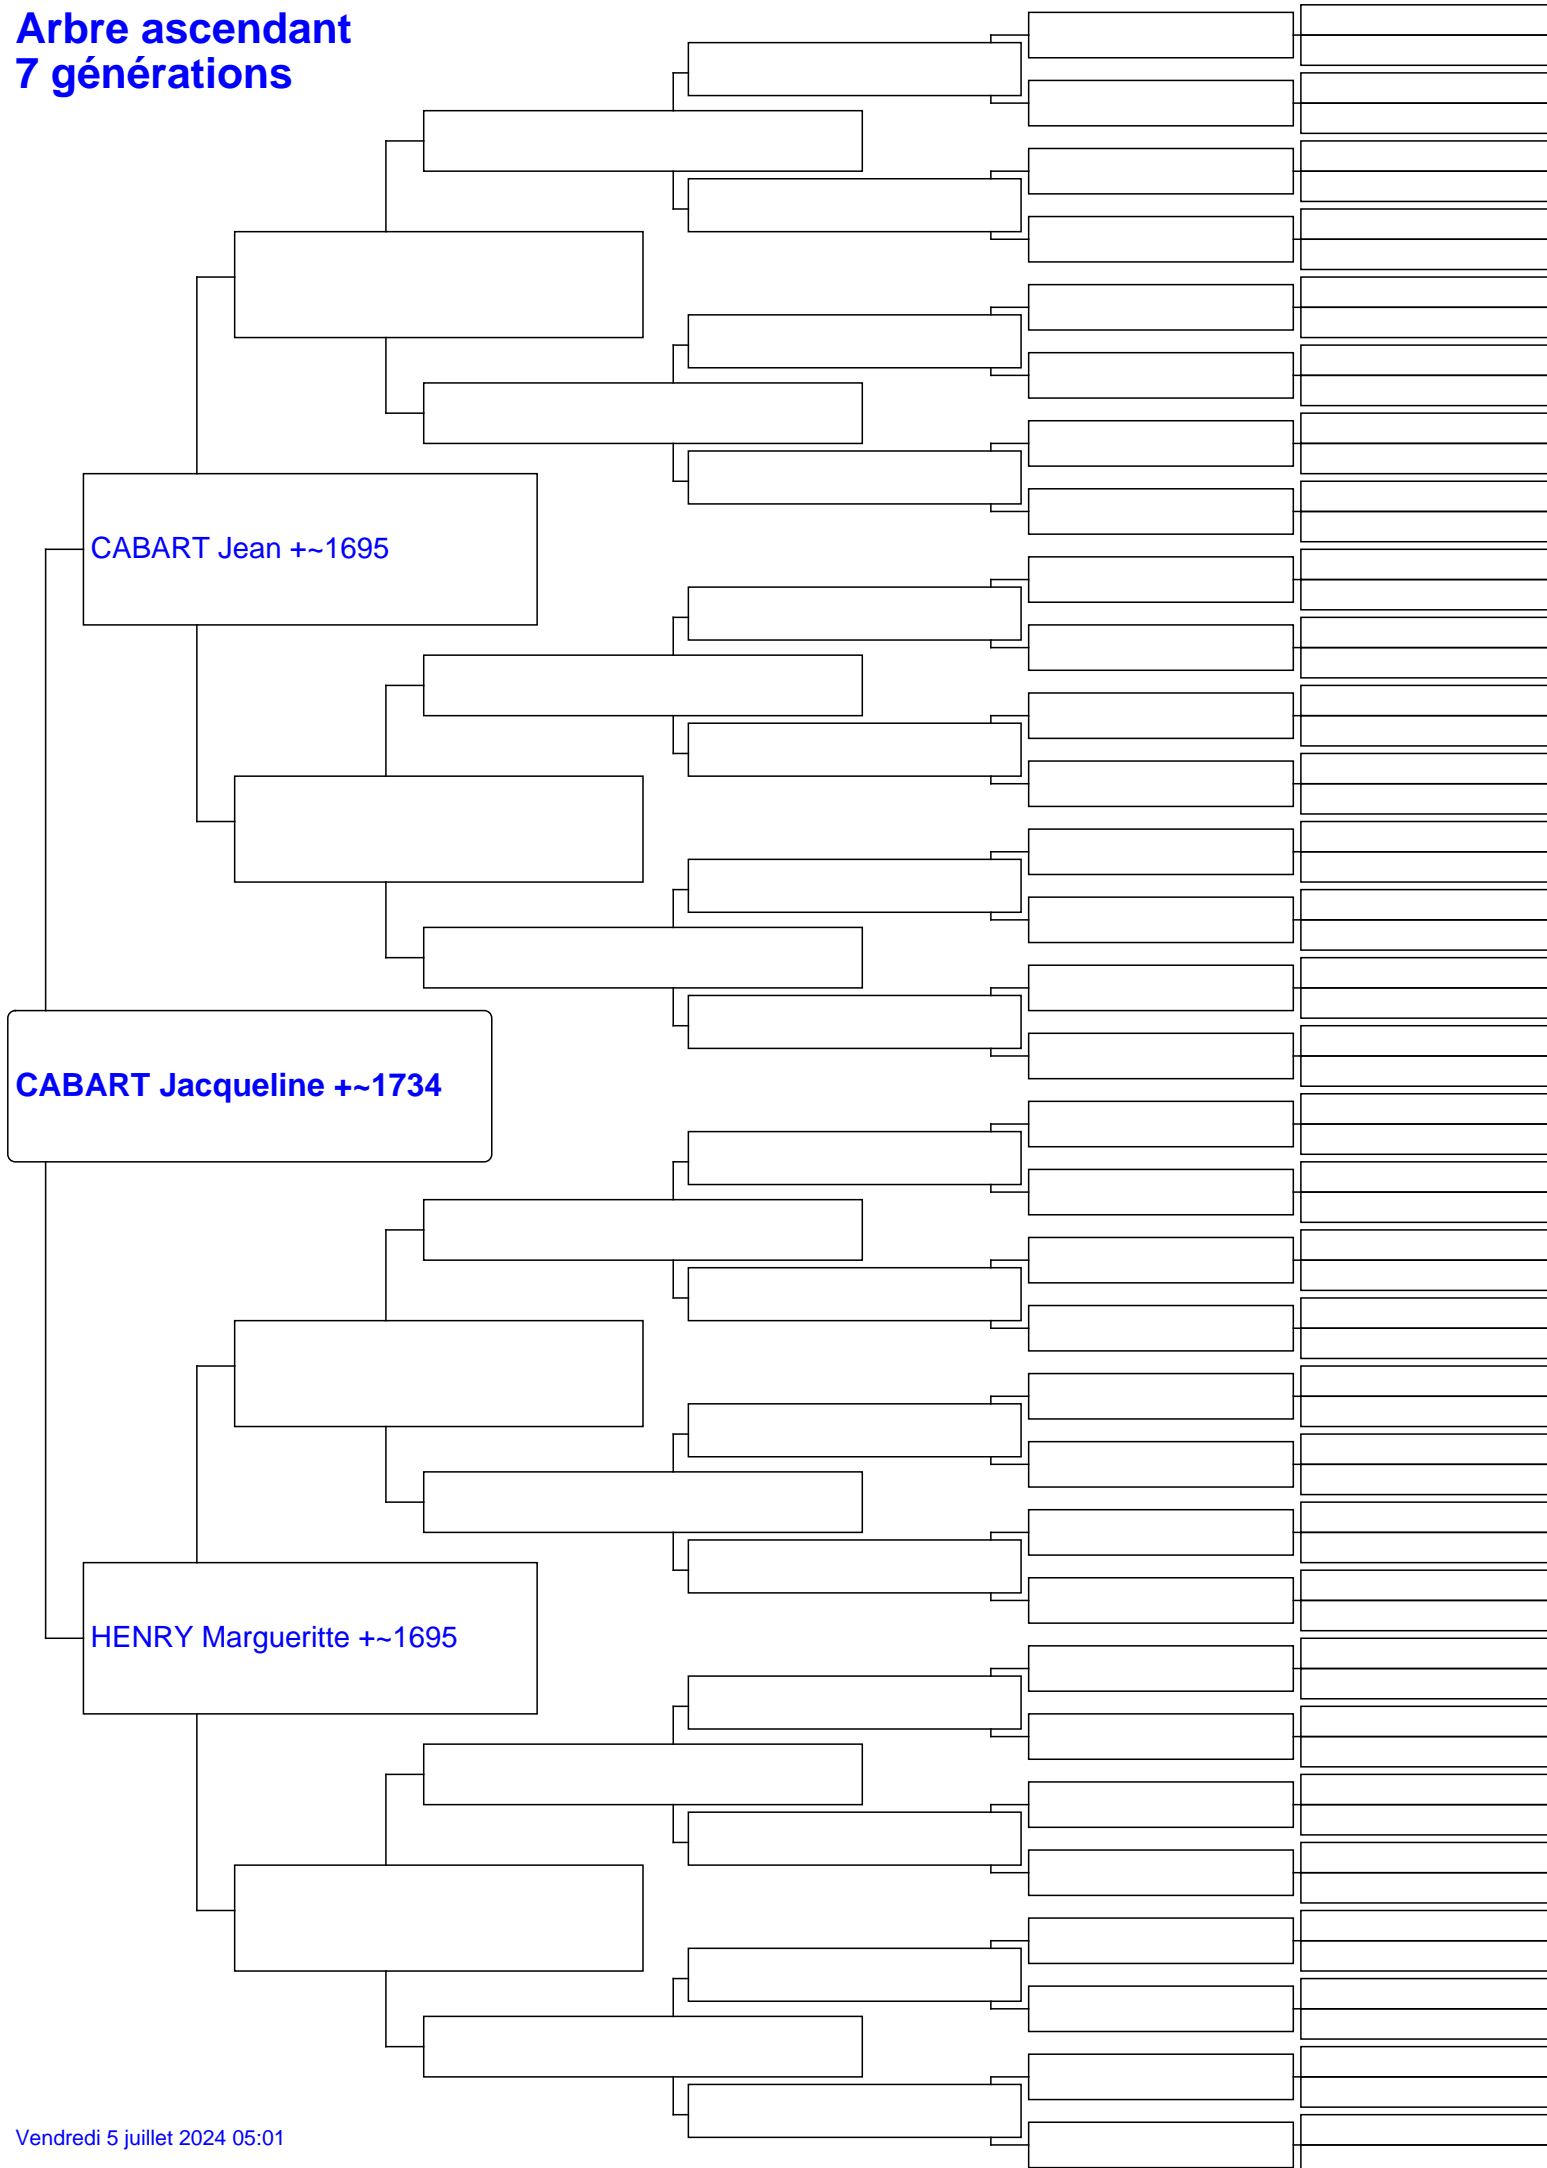 Arbre ascendant
7 générations
CABART Jean +~1695
CABART Jacqueline +~1734
HENRY Margueritte +~1695
Vendredi 5 juillet 2024 05:01